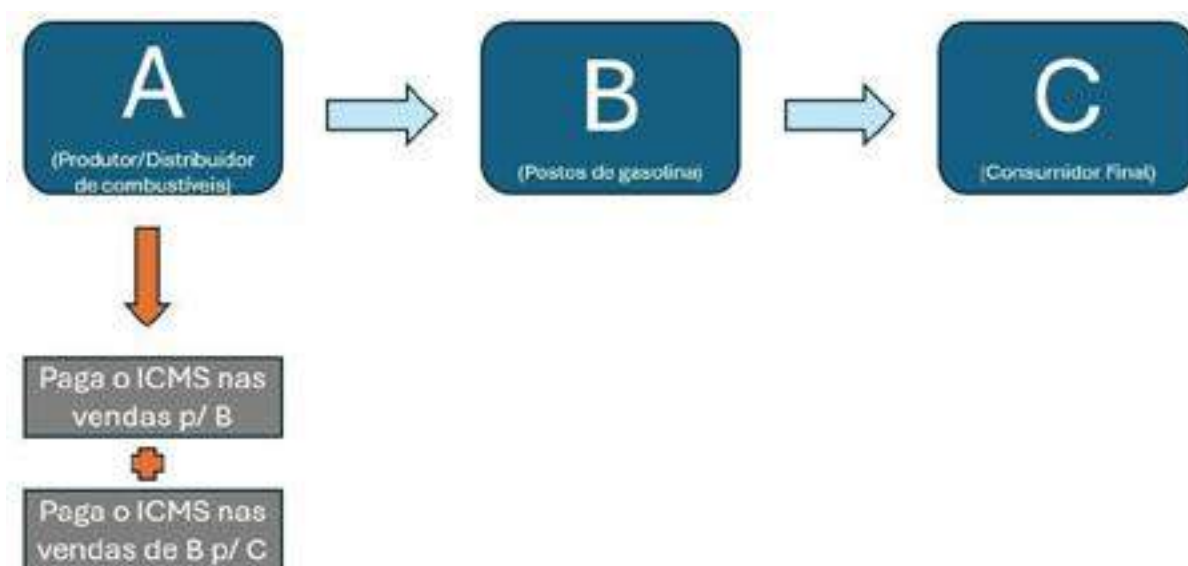 A
(Produtor/Distribuidor
de combustíveis)
B
(Postos de gasolina)
C
(Consumidor Final)
Paga o ICMS nas
vendas p/ B
Paga o ICMS nas
vendas de B p/ C